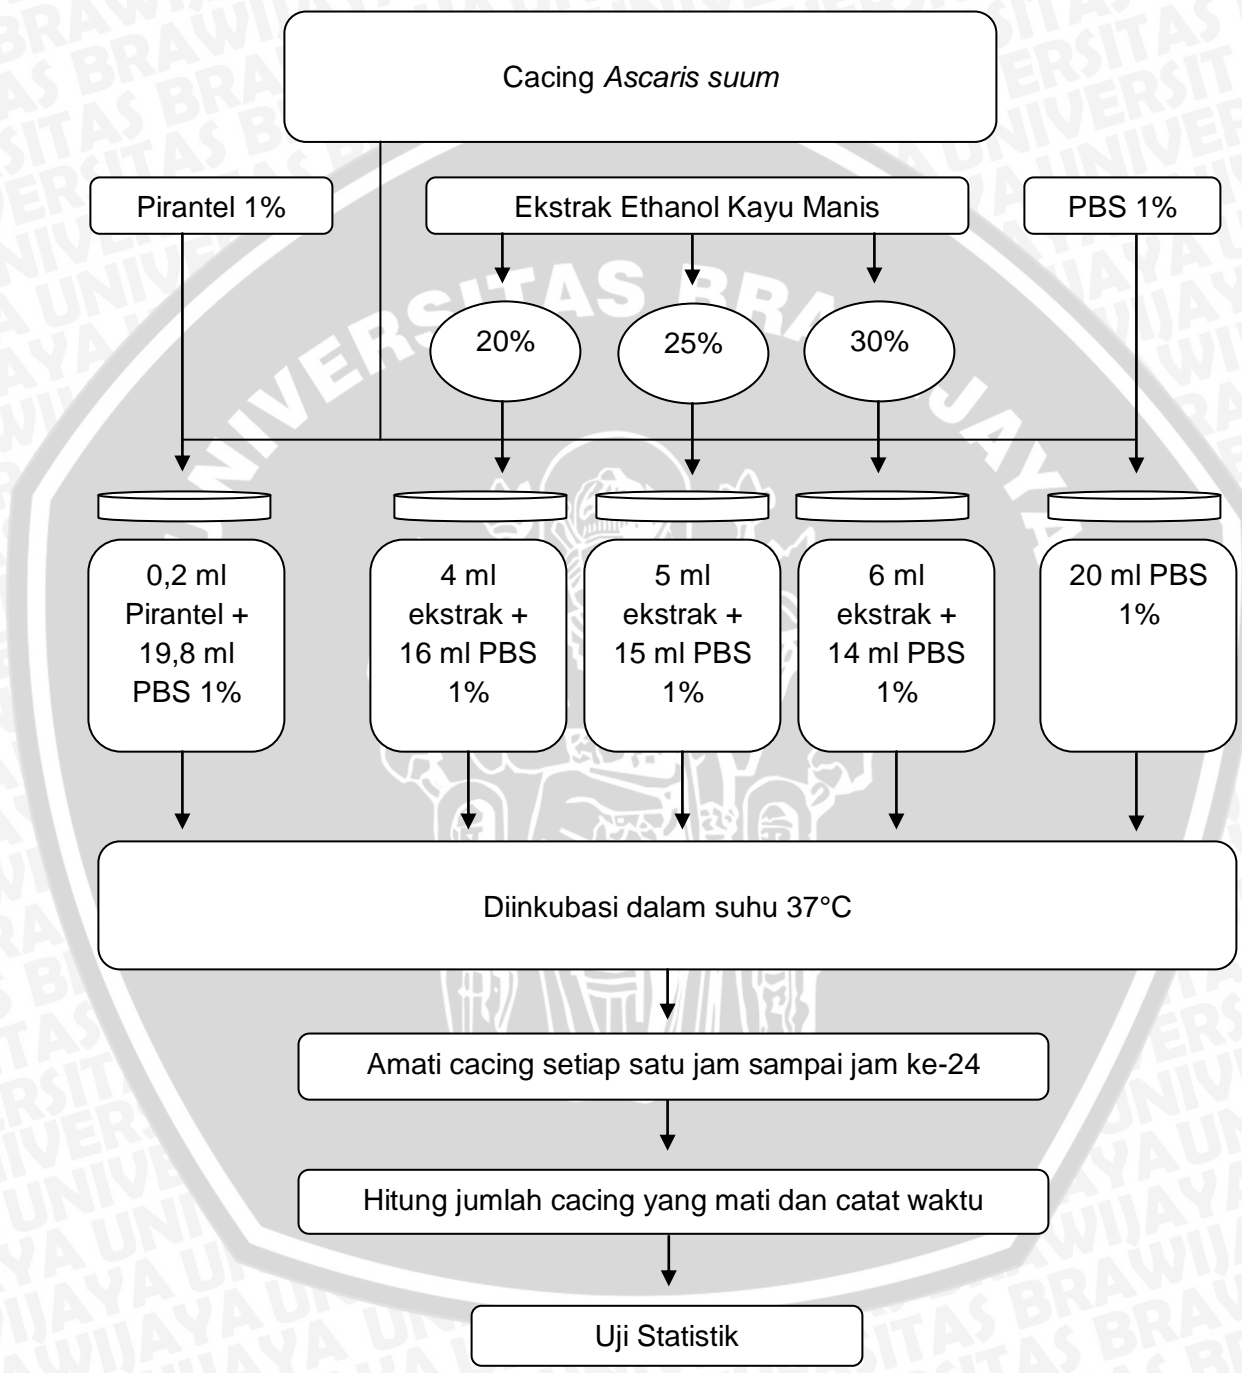 Cacing Ascaris suum
Pirantel 1%
Ekstrak Ethanol Kayu Manis
PBS 1%
20%
25%
30%
0,2 ml
Pirantel +
19,8 ml
PBS 1%
4 ml
ekstrak +
16 ml PBS
1%
5 ml
ekstrak +
15 ml PBS
1%
6 ml
ekstrak +
14 ml PBS
1%
20 ml PBS
1%
Diinkubasi dalam suhu 37°C
Amati cacing setiap satu jam sampai jam ke-24
Hitung jumlah cacing yang mati dan catat waktu
Uji Statistik
UNIVERSITAS BRAWIJAYA